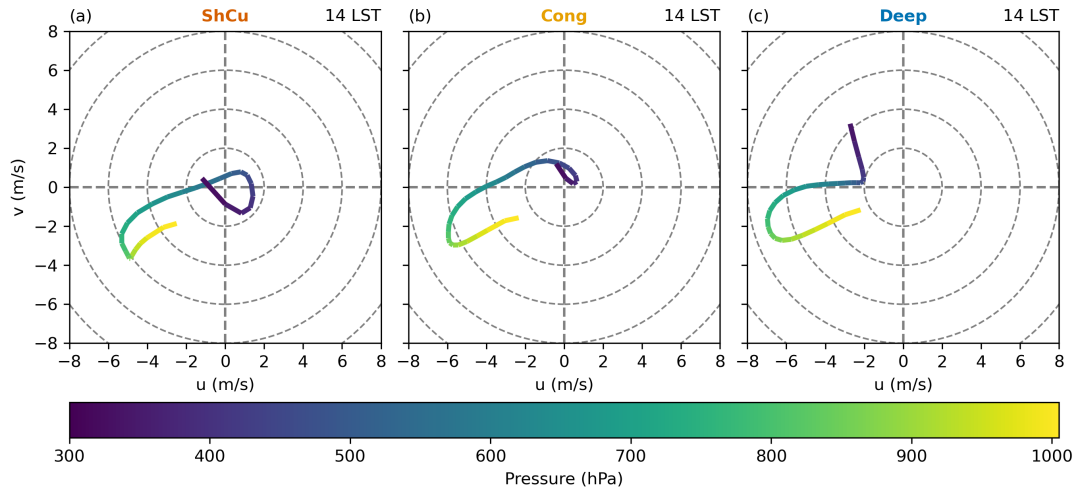 (a) ShCu 14 LST
(b) Cong 14 LST
(c) Deep 14 LST
8
6
4
2
0
−2
−4
−6
−8
v (m/s)
−8 −6 −4 −2 0 2 4 6 8
−8 −6 −4 −2 0 2 4 6 8
−8 −6 −4 −2 0 2 4 6 8
u (m/s)
u (m/s)
u (m/s)
300 400 500 600 700 800 900 1000
Pressure (hPa)